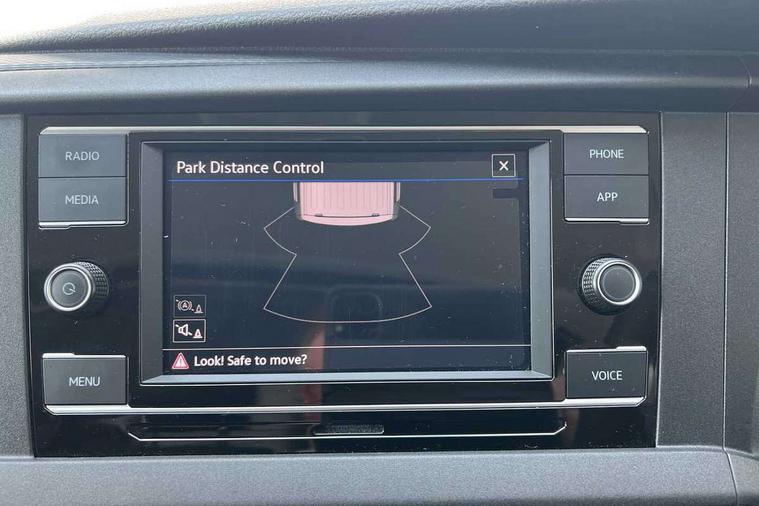 RADIO
MEDIA
MENU
Park Distance Control
X
(A)
Look! Safe to move?
PHONE
APP
VOICE